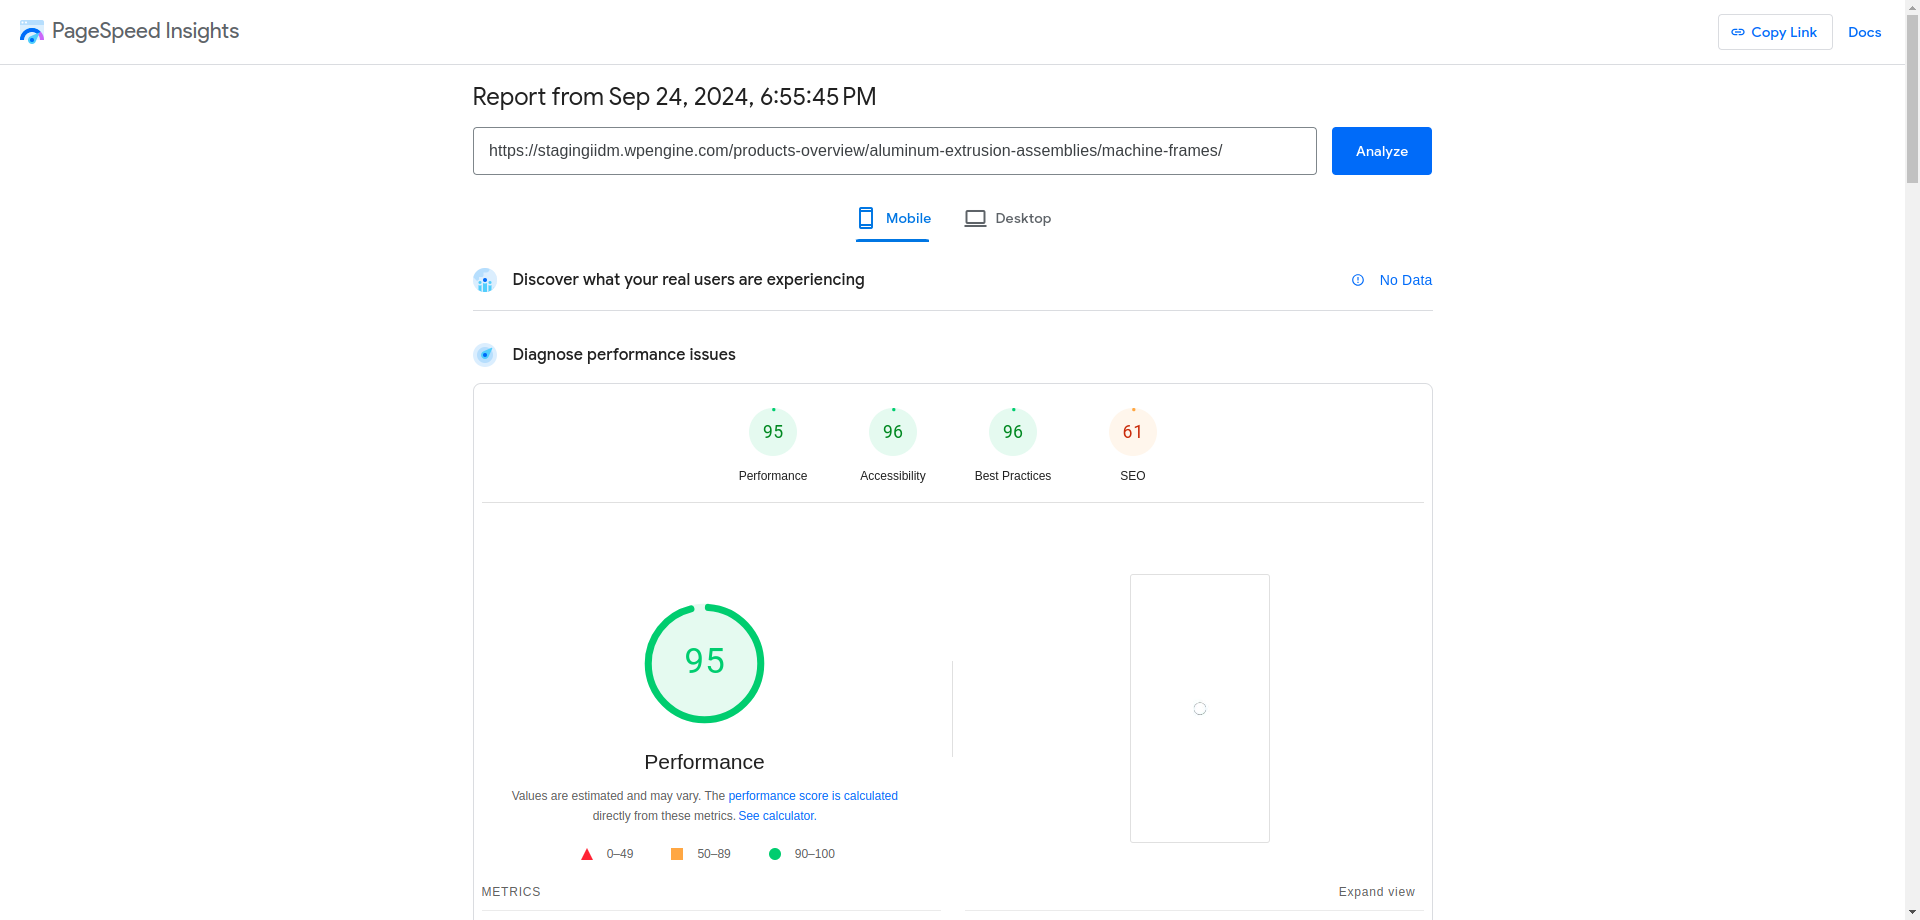 PageSpeed Insights
Copy Link
Docs
Report from Sep 24, 2024, 6:55:45 PM
https://stagingiidm.wpengine.com/products-overview/aluminum-extrusion-assemblies/machine-frames/
Analyze
Mobile
Desktop
Discover what your real users are experiencing
No Data
Diagnose performance issues
95
96
96
61
Performance
Accessibility
Best Practices
SEO
95
Performance
Values are estimated and may vary. The performance score is calculated
directly from these metrics. See calculator.
0–49
50–89
90–100
METRICS
Expand view